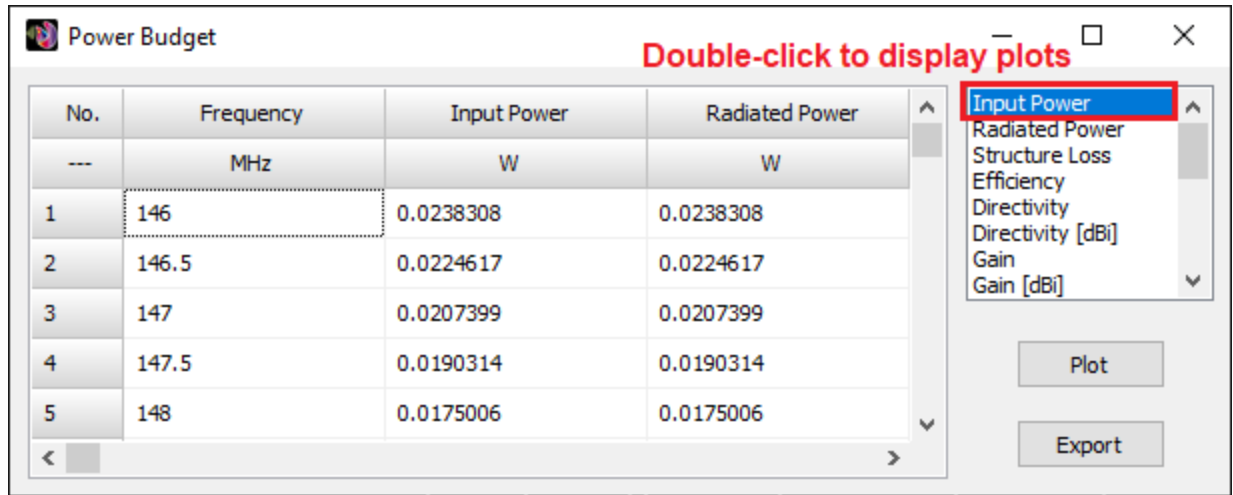 Power Budget
Double-click to display plots
No. Frequency Input Power Radiated Power
--- MHz W W
1 146 0.0238308 0.0238308
2 146.5 0.0224617 0.0224617
3 147 0.0207399 0.0207399
4 147.5 0.0190314 0.0190314
5 148 0.0175006 0.0175006
Input Power
Radiated Power
Structure Loss
Efficiency
Directivity
Directivity [dBi]
Gain
Gain [dBi]
Plot
Export